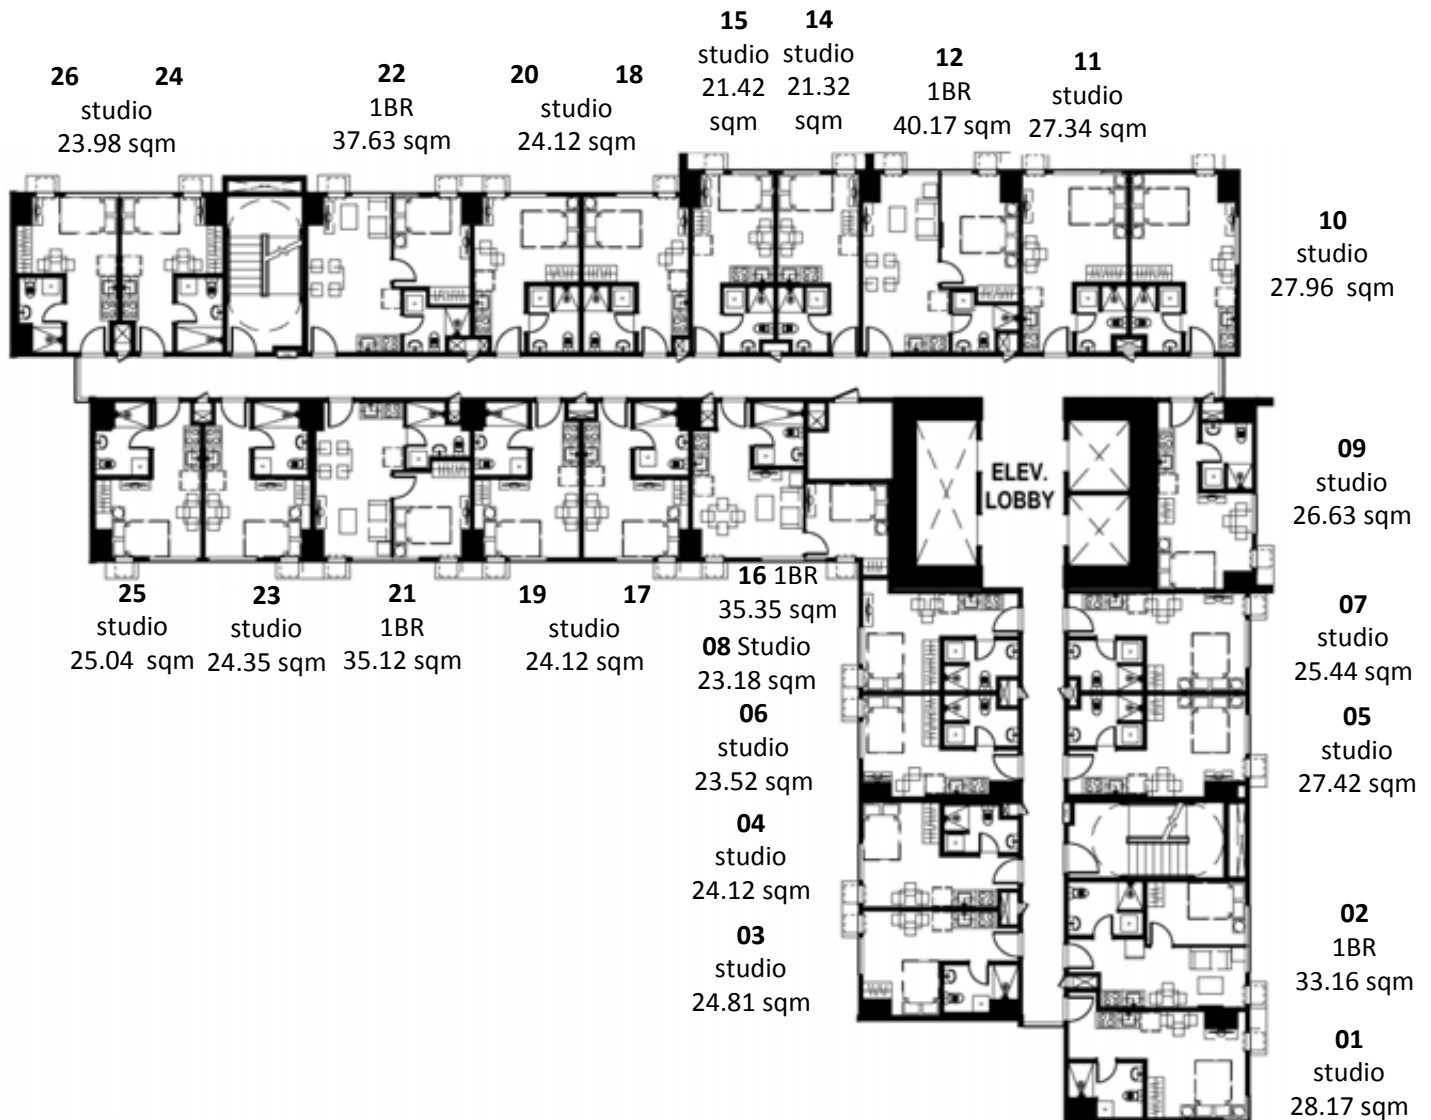 15 14
studio studio
21.42 21.32
sqm sqm
12
1BR
40.17 sqm
11
studio
27.34 sqm
26 24
studio
23.98 sqm
22
1BR
37.63 sqm
20 18
studio
24.12 sqm
10
studio
27.96 sqm
ELEV.
LOBBY
09
studio
26.63 sqm
25
studio
25.04 sqm
23
studio
24.35 sqm
21
1BR
35.12 sqm
19 17
studio
24.12 sqm
16 1BR
35.35 sqm
08 Studio
23.18 sqm
07
studio
25.44 sqm
06
studio
23.52 sqm
05
studio
27.42 sqm
04
studio
24.12 sqm
03
studio
24.81 sqm
02
1BR
33.16 sqm
01
studio
28.17 sqm